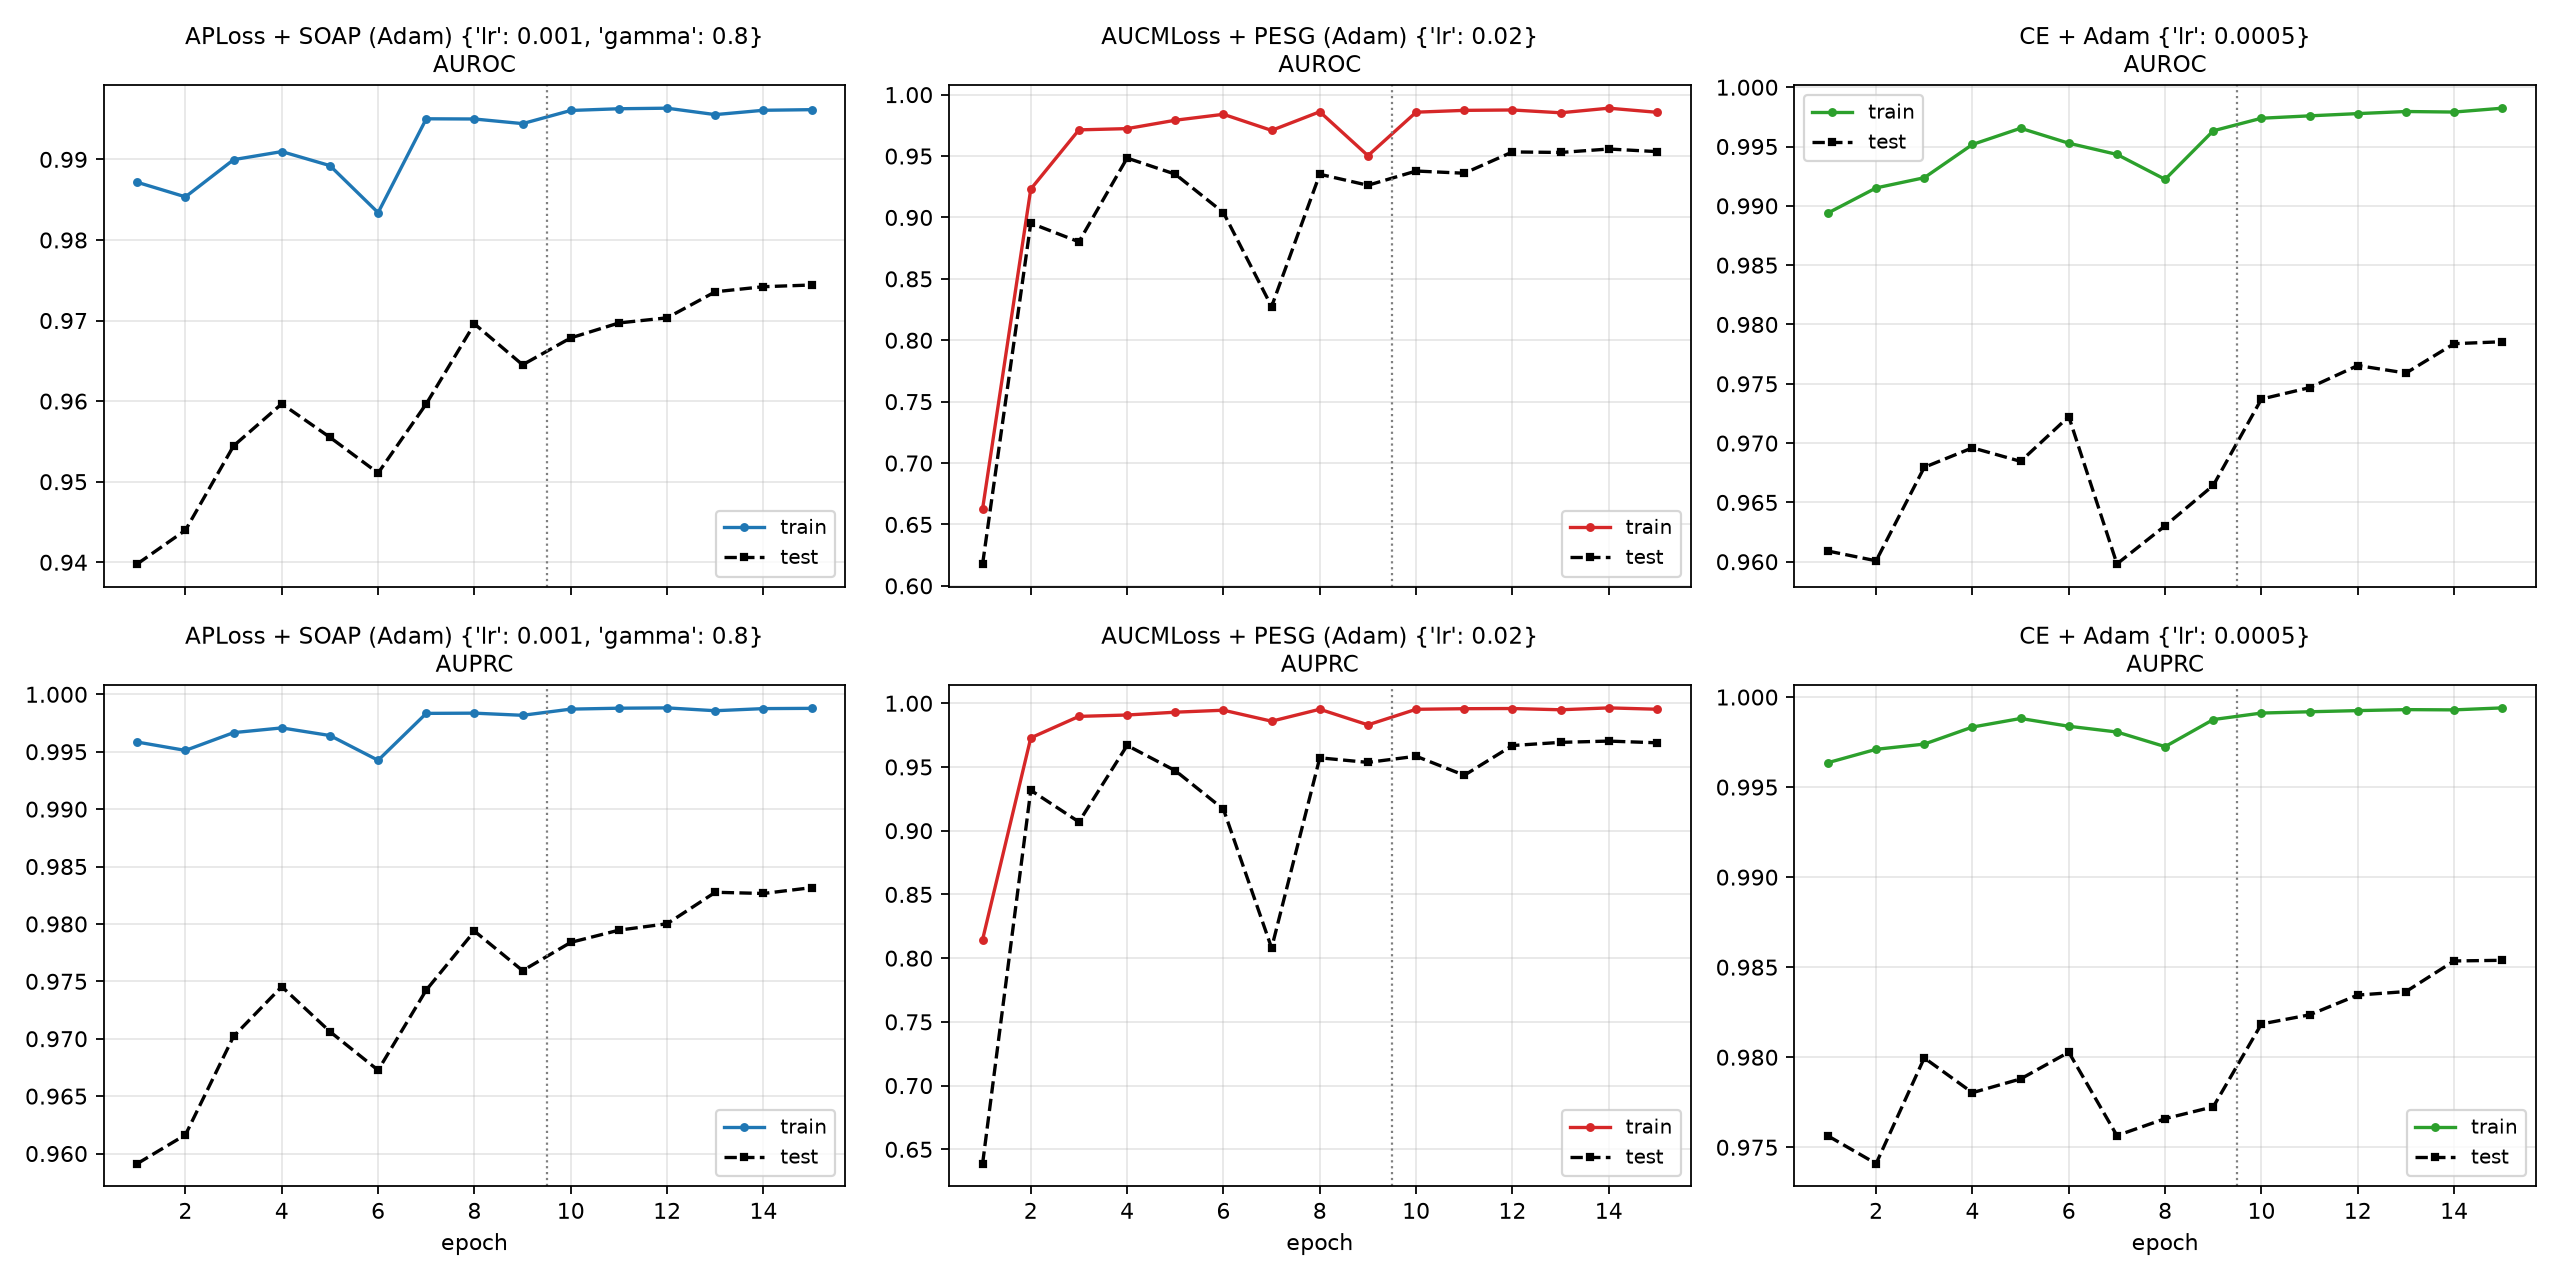 APLoss + SOAP (Adam) {'lr': 0.001, 'gamma': 0.8}
AUROC
0.99
0.98
0.97
0.96
0.95
0.94
train
test
AUCMLoss + PESG (Adam) {'lr': 0.02}
AUROC
1.00
0.95
0.90
0.85
0.80
0.75
0.70
0.65
0.60
train
test
CE + Adam {'lr': 0.0005}
AUROC
1.000
0.995
0.990
0.985
0.980
0.975
0.970
0.965
0.960
train
test
APLoss + SOAP (Adam) {'lr': 0.001, 'gamma': 0.8}
AUPRC
1.000
0.995
0.990
0.985
0.980
0.975
0.970
0.965
0.960
train
test
2 4 6 8 10 12 14
epoch
AUCMLoss + PESG (Adam) {'lr': 0.02}
AUPRC
1.00
0.95
0.90
0.85
0.80
0.75
0.70
0.65
train
test
2 4 6 8 10 12 14
epoch
CE + Adam {'lr': 0.0005}
AUPRC
1.000
0.995
0.990
0.985
0.980
0.975
train
test
2 4 6 8 10 12 14
epoch